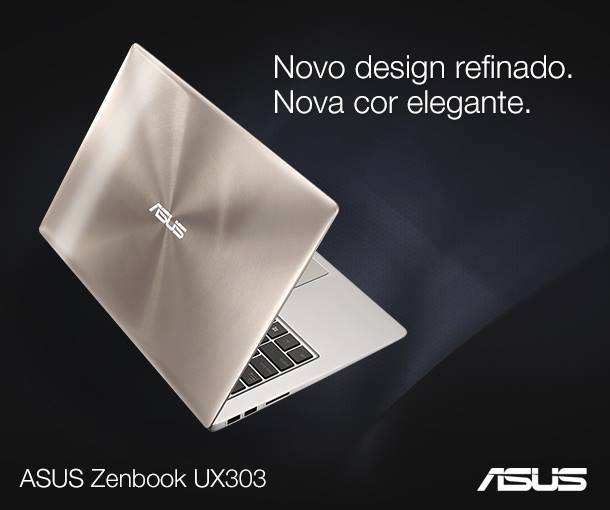 Novo design refinado.
Nova cor elegante.
ASUS
ASUS Zenbook UX303
ASUS